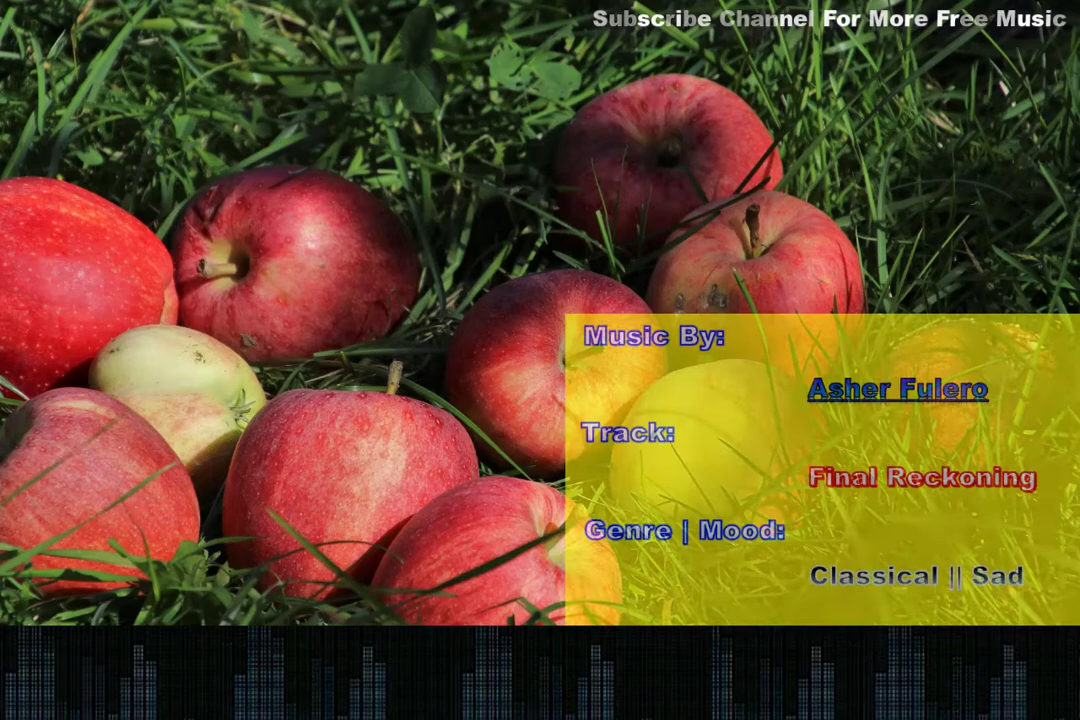 Subscribe Channel For More Free Music
Music By:
Asher Fulero
Track:
Final Reckoning
Genre | Mood:
Classical || Sad